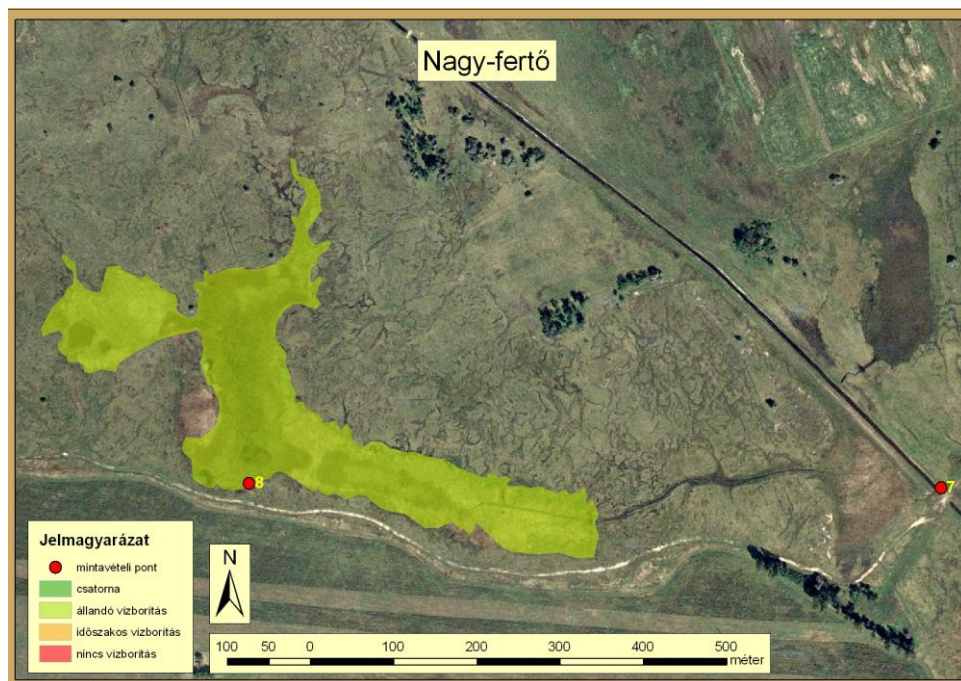 Nagy-fertő
8
7
Jelmagyarázat
mintavételi pont
csatorna
állandó vízborítás
időszakos vízborítás
nincs vízborítás
N
100 50 0 100 200 300 400 500
méter